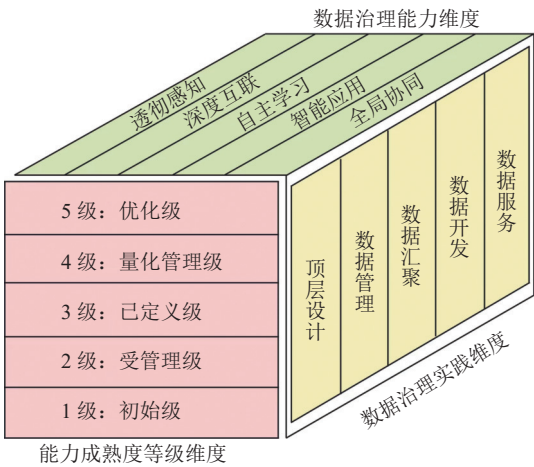 数据治理能力维度
透彻感知
深度互联
自主学习
智能应用
全局协同
5 级：优化级
4 级：量化管理级
3 级：已定义级
2 级：受管理级
1 级：初始级
顶层设计
数据管理
数据汇聚
数据开发
数据服务
数据治理实践维度
能力成熟度等级维度